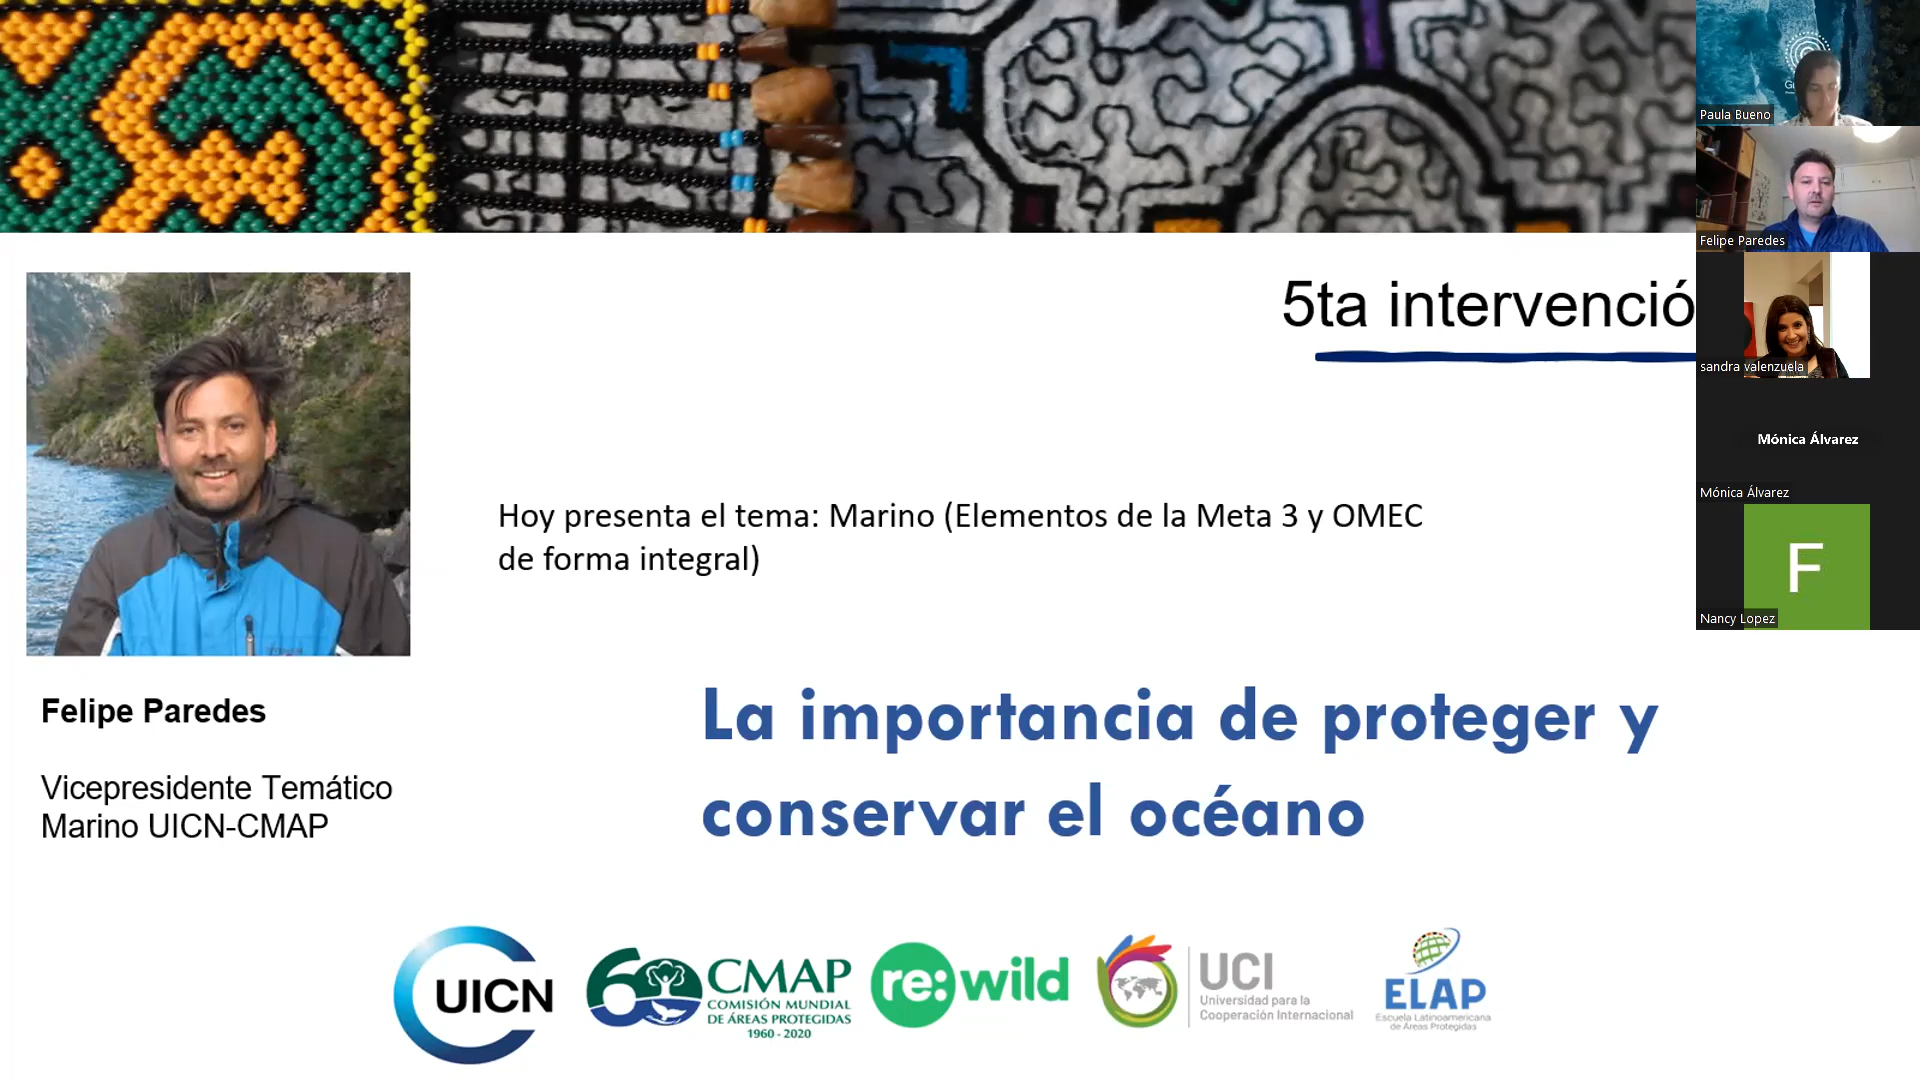 5ta intervenció
Hoy presenta el tema: Marino (Elementos de la Meta 3 y OMEC
de forma integral)
Felipe Paredes
Vicepresidente Temático
Marino UICN-CMAP
La importancia de proteger y
conservar el océano
UICN
60 CMAP
COMISIÓN MUNDIAL
DE ÁREAS PROTEGIDAS
1960 - 2020
re:wild
UCI
Universidad para la
Cooperación Internacional
ELAP
Escuela Latinoamericana
de Áreas Protegidas
Paula Bueno
Felipe Paredes
sandra valenzuela
Mónica Álvarez
Mónica Álvarez
F
Nancy Lopez